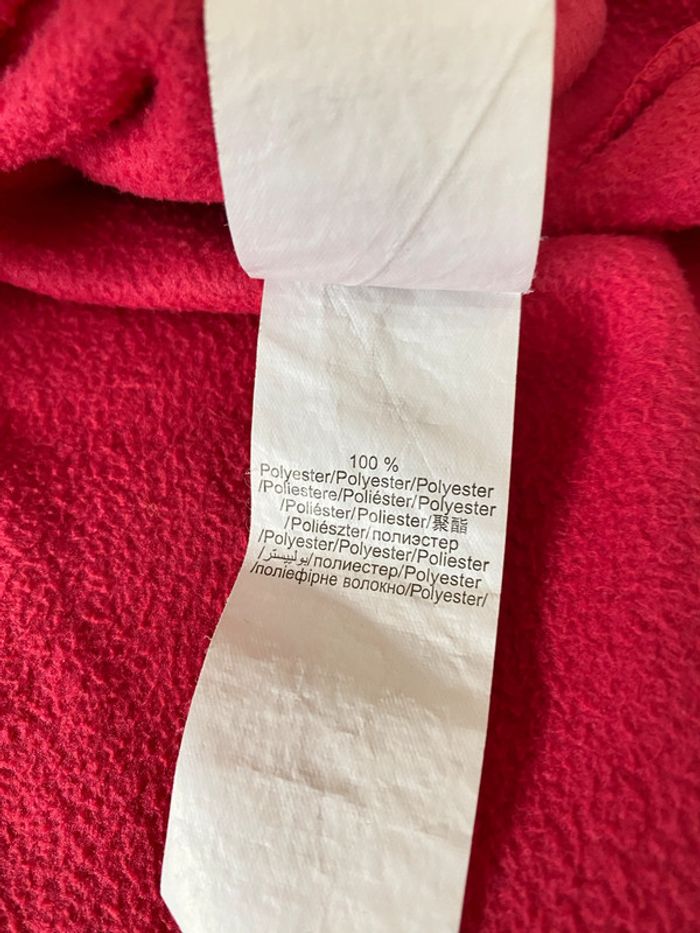 100 %
Polyester/Polyester/Polyester
/Poliestere/Poliéster/Polyester
/Poliéster/Poliester/聚酯
/Poliészter/полиэстер
/Polyester/Polyester/Poliester
/بوليستر/полиестер/Polyester
/поліефірне волокно/Polyester/